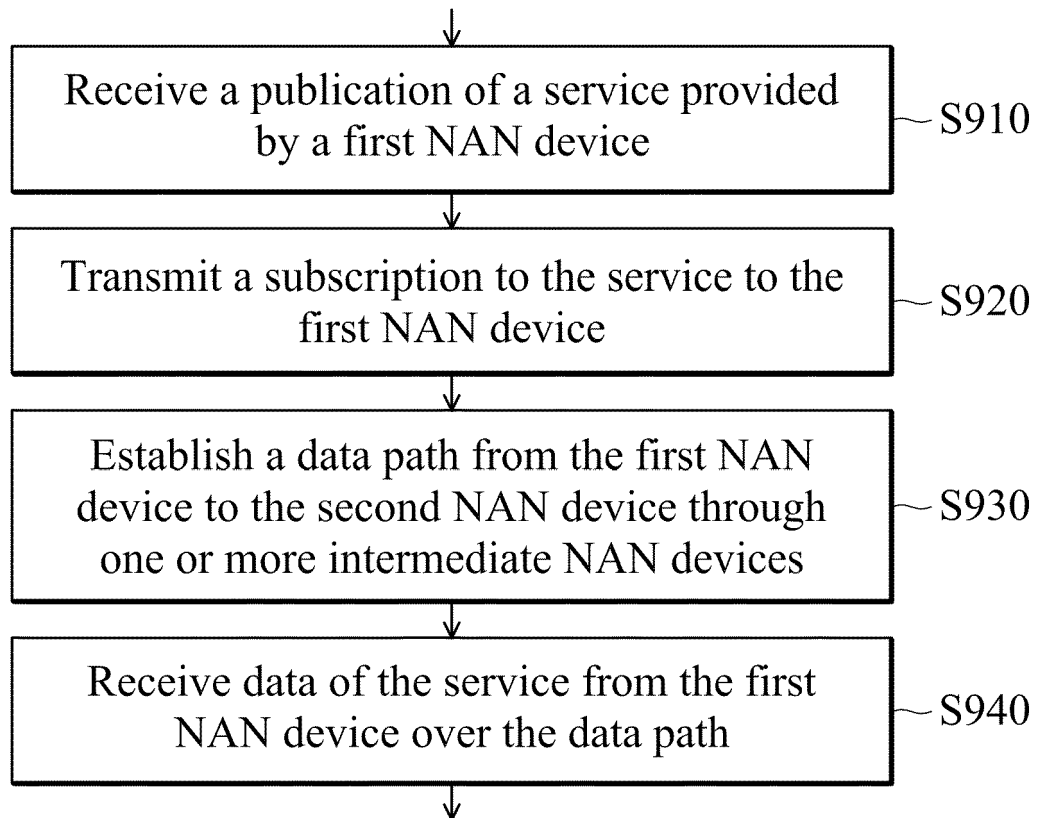 Receive a publication of a service provided
by a first NAN device
S910
Transmit a subscription to the service to the
first NAN device
S920
Establish a data path from the first NAN
device to the second NAN device through
one or more intermediate NAN devices
S930
Receive data of the service from the first
NAN device over the data path
S940